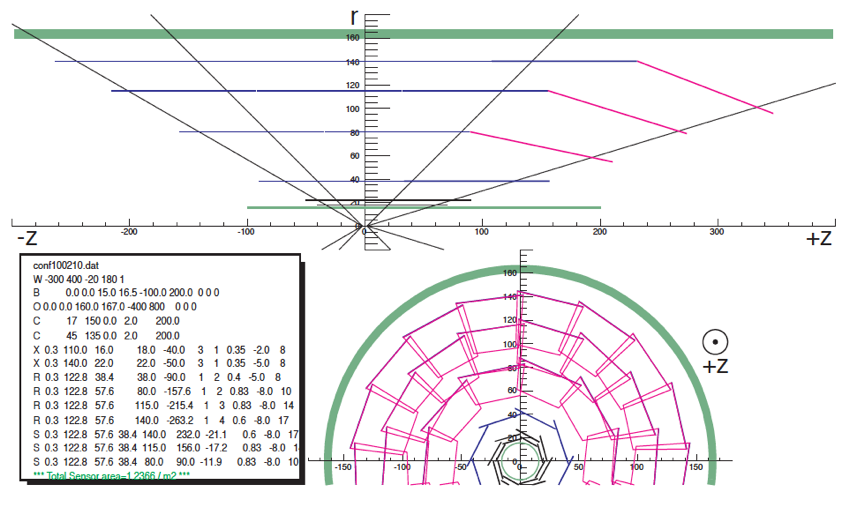 r
160
140
120
100
80
60
40
20
-200
-100
0
100
200
300
-Z
+Z
conf100210.dat
W -300 400 -20 180 1
B 0.0 0.0 15.0 16.5 -100.0 200.0 0 0 0
O 0.0 0.0 160.0 167.0 -400 800 0 0 0
C 17 150 0.0 2.0 200.0
C 45 135 0.0 2.0 200.0
X 0.3 110.0 16.0 18.0 -40.0 3 1 0.35 -2.0 8
X 0.3 140.0 22.0 22.0 -50.0 3 1 0.35 -5.0 8
R 0.3 122.8 38.4 38.0 -90.0 1 2 0.4 -5.0 8
R 0.3 122.8 57.6 80.0 -157.6 1 2 0.83 -8.0 10
R 0.3 122.8 57.6 115.0 -215.4 1 3 0.83 -8.0 14
R 0.3 122.8 57.6 140.0 -263.2 1 4 0.6 -8.0 17
S 0.3 122.8 57.6 38.4 140.0 232.0 -21.1 0.6 -8.0 17
S 0.3 122.8 57.6 38.4 115.0 156.0 -17.2 0.83 -8.0
S 0.3 122.8 57.6 38.4 80.0 90.0 -11.9 0.83 -8.0 10
*** Total Sensor area=1.2366 / m2 ***
160
140
120
100
80
60
40
20
0
-150
-100
-50
0
50
100
150
+Z